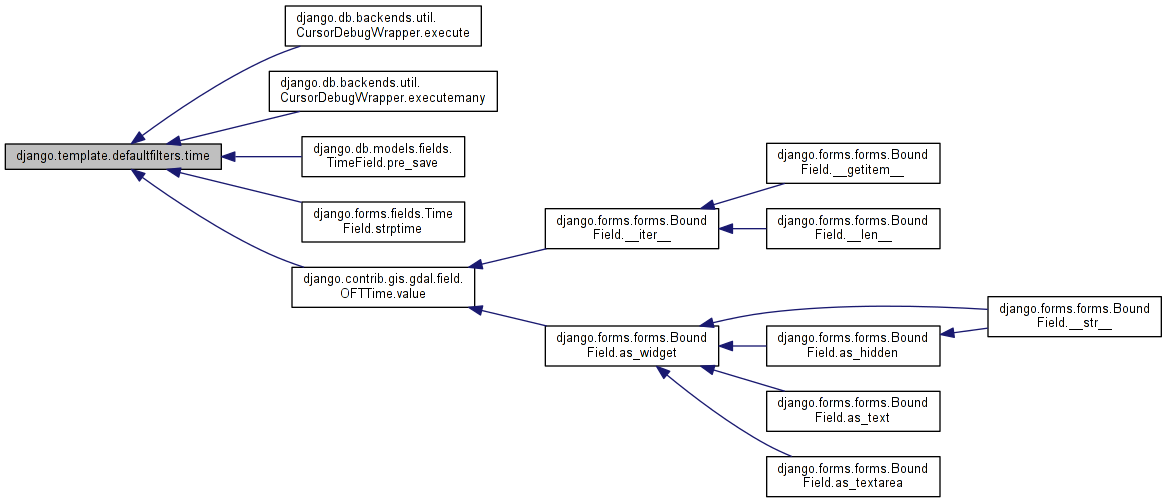 django.db.backends.util.
CursorDebugWrapper.execute
django.db.backends.util.
CursorDebugWrapper.executemany
django.template.defaultfilters.time
django.db.models.fields.
TimeField.pre_save
django.forms.fields.Time
Field.strptime
django.contrib.gis.gdal.field.
OFTTime.value
django.forms.forms.Bound
Field.__iter__
django.forms.forms.Bound
Field.__getitem__
django.forms.forms.Bound
Field.__len__
django.forms.forms.Bound
Field.as_widget
django.forms.forms.Bound
Field.__str__
django.forms.forms.Bound
Field.as_hidden
django.forms.forms.Bound
Field.as_text
django.forms.forms.Bound
Field.as_textarea